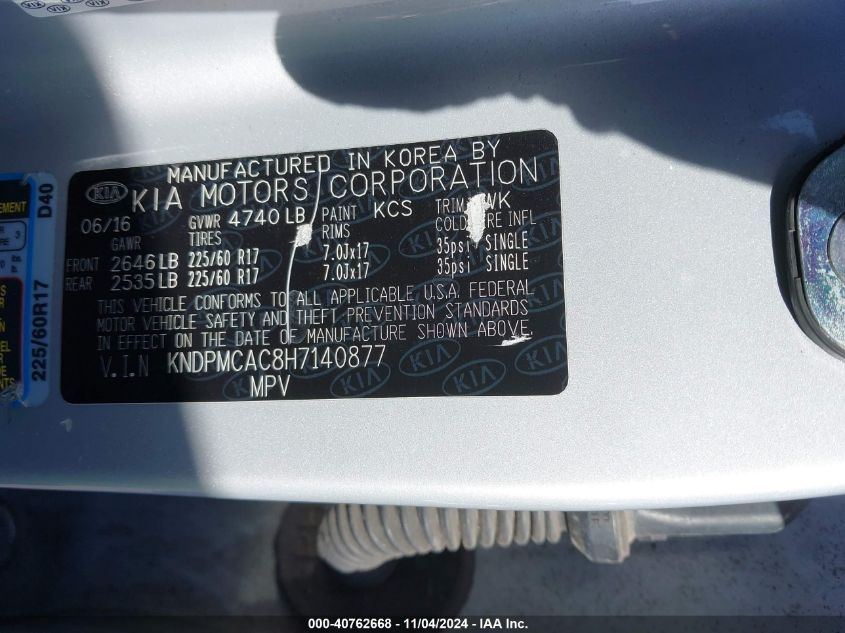 KIA
MANUFACTURED IN KOREA BY
KIA KIA MOTORS CORPORATION
06/16 GVWR 4740 LB PAINT KCS TRIM WK
GAWR TIRES RIMS COLD INFL
FRONT 2646 LB 225/60 R17 7.0Jx17 35psi SINGLE
REAR 2535 LB 225/60 R17 7.0Jx17 35psi SINGLE
THIS VEHICLE CONFORMS TO ALL APPLICABLE U.S.A. FEDERAL
MOTOR VEHICLE SAFETY AND THEFT PREVENTION STANDARDS
IN EFFECT ON THE DATE OF MANUFACTURE SHOWN ABOVE.
V.I.N KNDPMCAC8H7140877
MPV
225/60R17 D40
000-40762668 - 11/04/2024 - IAA Inc.